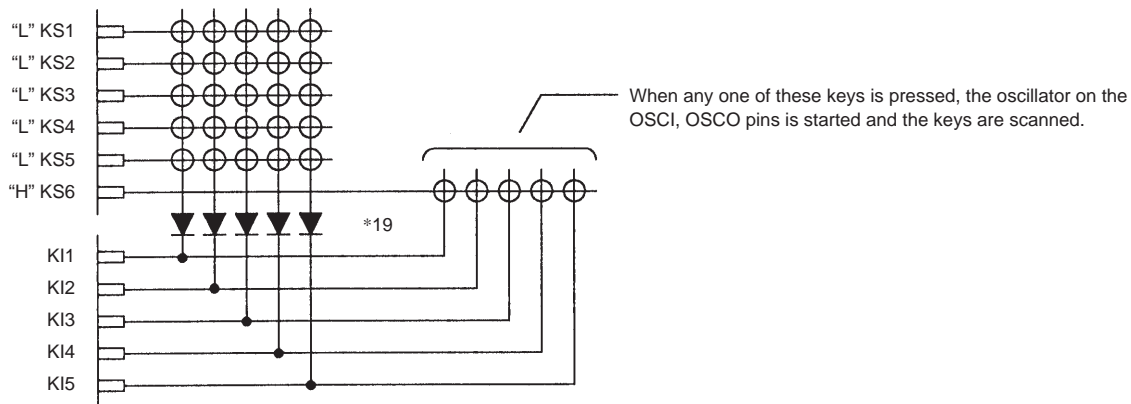 “L” KS1
“L” KS2
“L” KS3
“L” KS4
“L” KS5
“H” KS6
When any one of these keys is pressed, the oscillator on the
OSCI, OSCO pins is started and the keys are scanned.
*19
KI1
KI2
KI3
KI4
KI5